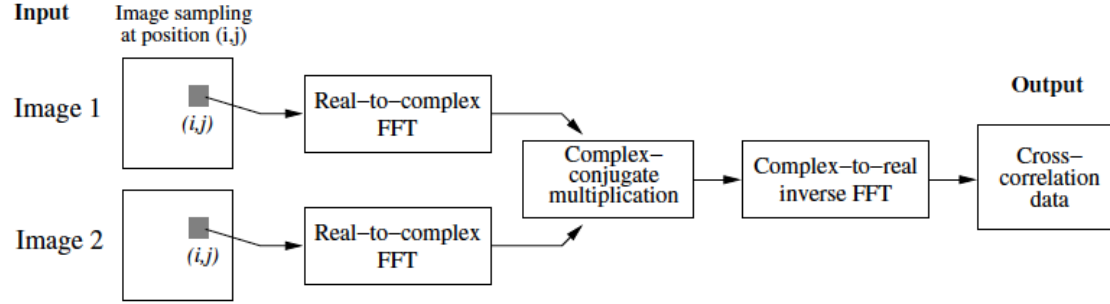 Input
Image sampling
at position (i,j)
Image 1
(i,j)
Real-to-complex
FFT
Output
Complex-
conjugate
multiplication
Complex-to-real
inverse FFT
Cross-
correlation
data
Image 2
(i,j)
Real-to-complex
FFT